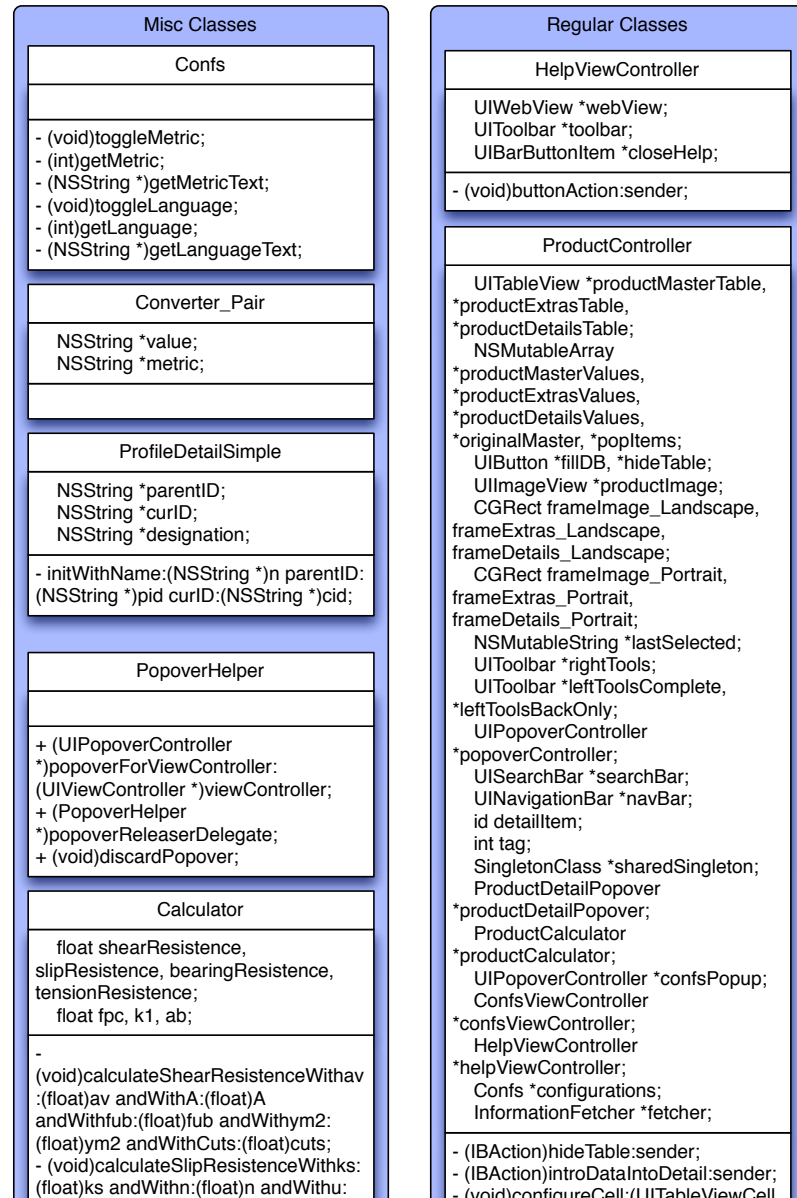 Misc Classes
Confs
- (void)toggleMetric;
- (int)getMetric;
- (NSString *)getMetricText;
- (void)toggleLanguage;
- (int)getLanguage;
- (NSString *)getLanguageText;
Converter_Pair
NSString *value;
NSString *metric;
ProfileDetailSimple
NSString *parentID;
NSString *curID;
NSString *designation;
- initWithName:(NSString *)n parentID:
(NSString *)pid curID:(NSString *)cid;
PopoverHelper
+ (UIPopoverController
*)popoverForViewController:
(UIViewController *)viewController;
+ (PopoverHelper
*)popoverReleaserDelegate;
+ (void)discardPopover;
Calculator
float shearResistence,
slipResistence, bearingResistence,
tensionResistence;
float fpc, k1, ab;
-
(void)calculateShearResistenceWithav
:(float)av andWithA:(float)A
andWithfub:(float)fub andWithym2:
(float)ym2 andWithCuts:(float)cuts;
- (void)calculateSlipResistenceWithks:
(float)ks andWithn:(float)n andWithu:
Regular Classes
HelpViewController
UIWebView *webView;
UIToolbar *toolbar;
UIBarButtonItem *closeHelp;
- (void)buttonAction:sender;
ProductController
UITableView *productMasterTable,
*productExtrasTable,
*productDetailsTable;
NSMutableArray
*productMasterValues,
*productExtrasValues,
*productDetailsValues,
*originalMaster, *popItems;
UIButton *fillDB, *hideTable;
UIImageView *productImage;
CGRect frameImage_Landscape,
frameExtras_Landscape,
frameDetails_Landscape;
CGRect frameImage_Portrait,
frameExtras_Portrait,
frameDetails_Portrait;
NSMutableString *lastSelected;
UIToolbar *rightTools;
UIToolbar *leftToolsComplete,
*leftToolsBackOnly;
UIPopoverController
*popoverController;
UISearchBar *searchBar;
UINavigationBar *navBar;
id detailItem;
int tag;
SingletonClass *sharedSingleton;
ProductDetailPopover
*productDetailPopover;
ProductCalculator
*productCalculator;
UIPopoverController *confsPopup;
ConfsViewController
*confsViewController;
HelpViewController
*helpViewController;
Confs *configurations;
InformationFetcher *fetcher;
- (IBAction)hideTable:sender;
- (IBAction)introDataIntoDetail:sender;
- (void)configureCell:(UITableViewCell